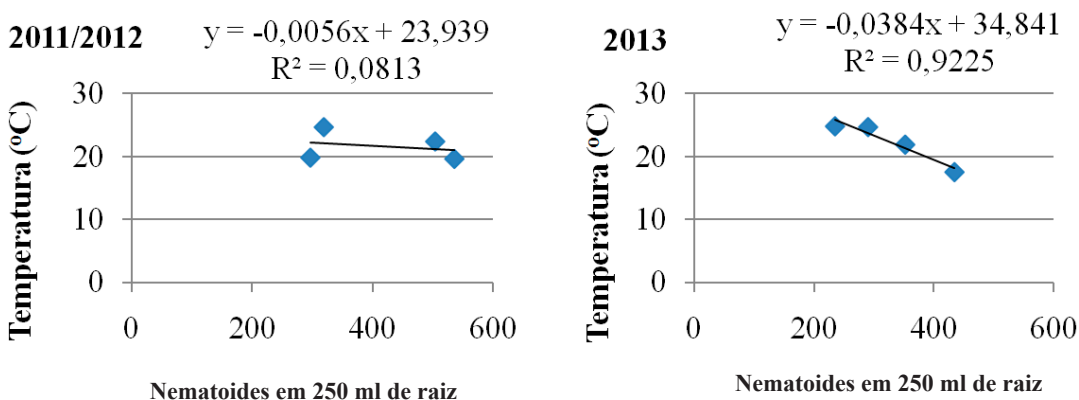 2011/2012
y = -0,0056x + 23,939
R² = 0,0813
Temperatura (ºC)
30
20
10
0
0 200 400 600
Nematoides em 250 ml de raiz
2013
y = -0,0384x + 34,841
R² = 0,9225
Temperatura (ºC)
30
20
10
0
0 200 400 600
Nematoides em 250 ml de raiz